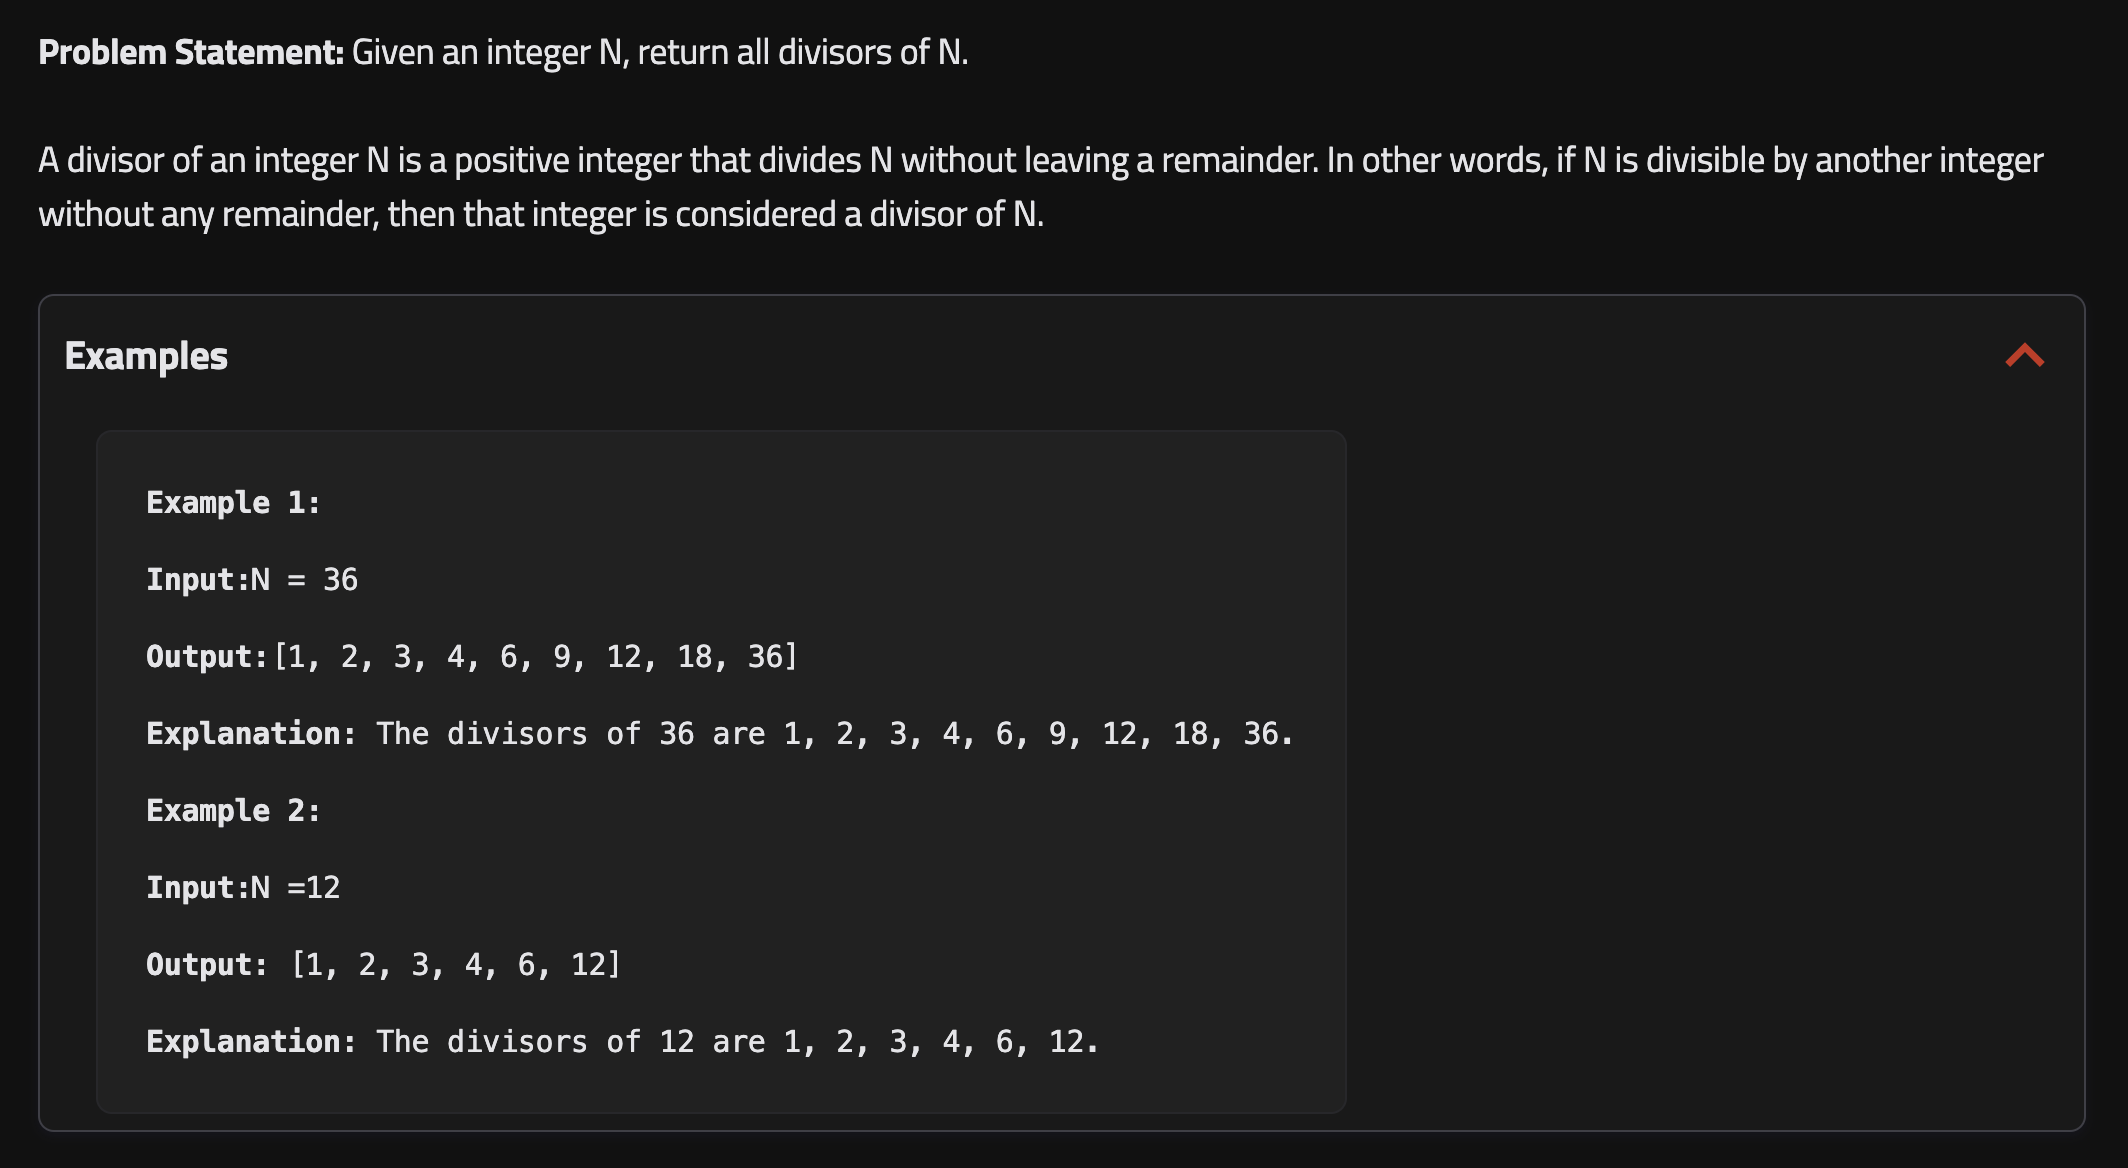 Problem Statement: Given an integer N, return all divisors of N.
A divisor of an integer N is a positive integer that divides N without leaving a remainder. In other words, if N is divisible by another integer
without any remainder, then that integer is considered a divisor of N.
Examples
Example 1:
Input:N = 36
Output:[1, 2, 3, 4, 6, 9, 12, 18, 36]
Explanation: The divisors of 36 are 1, 2, 3, 4, 6, 9, 12, 18, 36.
Example 2:
Input:N =12
Output: [1, 2, 3, 4, 6, 12]
Explanation: The divisors of 12 are 1, 2, 3, 4, 6, 12.